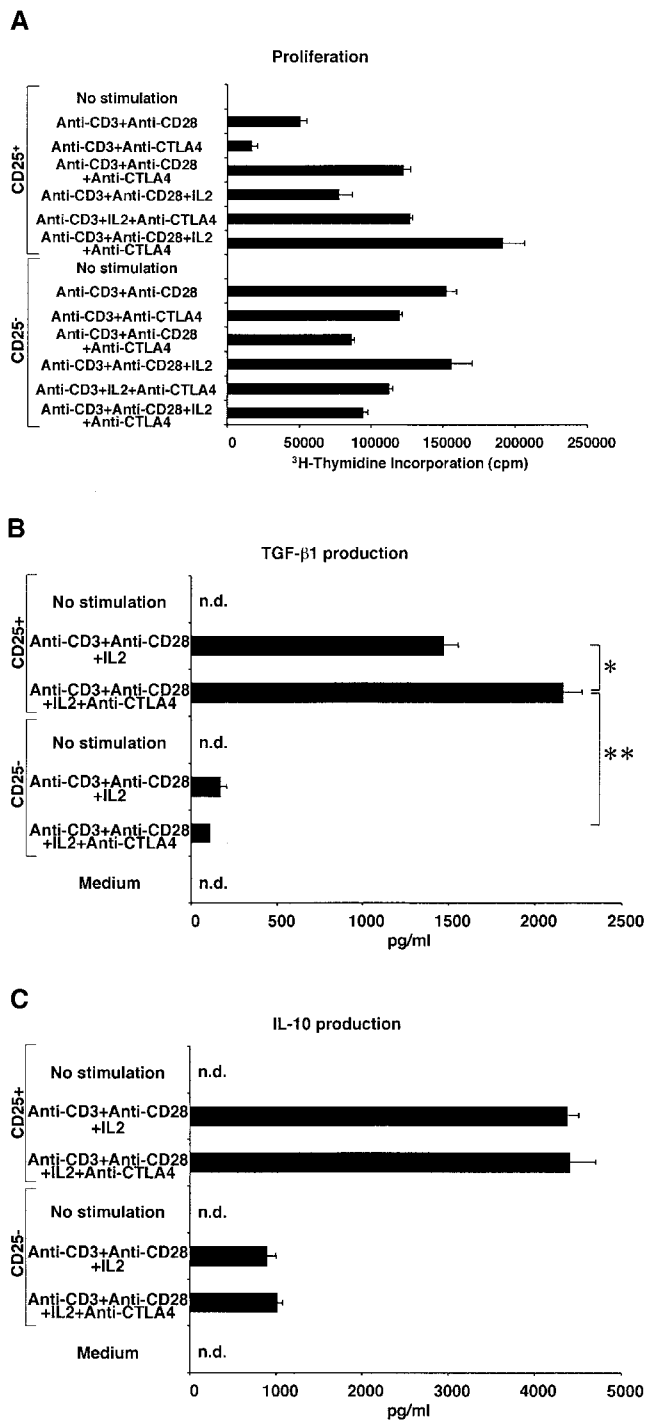 A
Proliferation
CD25+
No stimulation
Anti-CD3+Anti-CD28
Anti-CD3+Anti-CTLA4
Anti-CD3+Anti-CD28
+Anti-CTLA4
Anti-CD3+Anti-CD28+IL2
Anti-CD3+IL2+Anti-CTLA4
Anti-CD3+Anti-CD28+IL2
+Anti-CTLA4
CD25-
No stimulation
Anti-CD3+Anti-CD28
Anti-CD3+Anti-CTLA4
Anti-CD3+Anti-CD28
+Anti-CTLA4
Anti-CD3+Anti-CD28+IL2
Anti-CD3+IL2+Anti-CTLA4
Anti-CD3+Anti-CD28+IL2
+Anti-CTLA4
0 50000 100000 150000 200000 250000
³H-Thymidine Incorporation (cpm)
B
TGF-β1 production
CD25+
No stimulation n.d.
Anti-CD3+Anti-CD28
+IL2
Anti-CD3+Anti-CD28
+IL2+Anti-CTLA4
*
CD25-
No stimulation n.d.
Anti-CD3+Anti-CD28
+IL2
Anti-CD3+Anti-CD28
+IL2+Anti-CTLA4
**
Medium n.d.
0 500 1000 1500 2000 2500
pg/ml
C
IL-10 production
CD25+
No stimulation n.d.
Anti-CD3+Anti-CD28
+IL2
Anti-CD3+Anti-CD28
+IL2+Anti-CTLA4
CD25-
No stimulation n.d.
Anti-CD3+Anti-CD28
+IL2
Anti-CD3+Anti-CD28
+IL2+Anti-CTLA4
Medium n.d.
0 1000 2000 3000 4000 5000
pg/ml